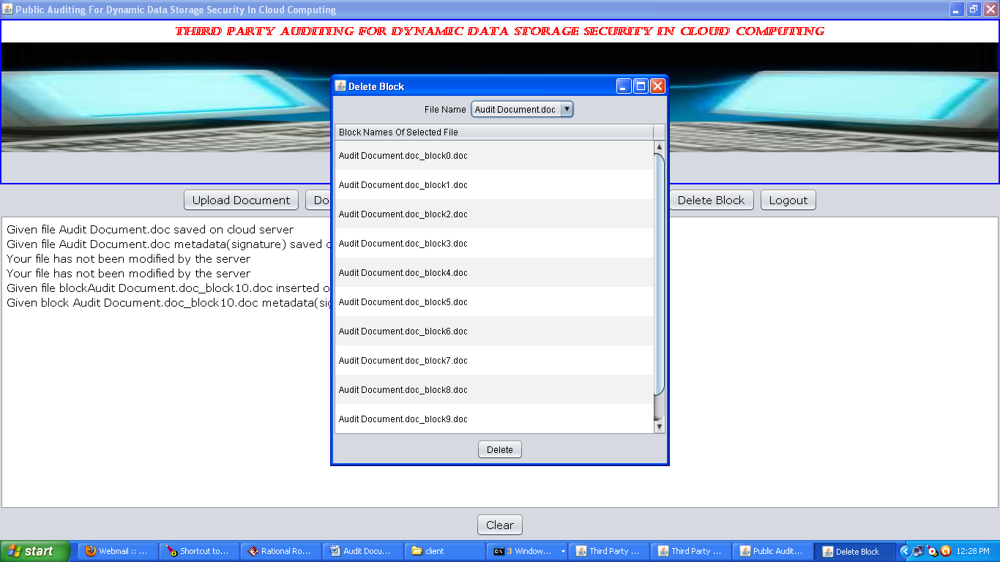 Public Auditing For Dynamic Data Storage Security In Cloud Computing
THIRD PARTY AUDITING FOR DYNAMIC DATA STORAGE SECURITY IN CLOUD COMPUTING
Delete Block
File Name Audit Document.doc
Block Names Of Selected File
Audit Document.doc_block0.doc
Audit Document.doc_block1.doc
Audit Document.doc_block2.doc
Audit Document.doc_block3.doc
Audit Document.doc_block4.doc
Audit Document.doc_block5.doc
Audit Document.doc_block6.doc
Audit Document.doc_block7.doc
Audit Document.doc_block8.doc
Audit Document.doc_block9.doc
Delete
Upload Document Do Delete Block Logout
Given file Audit Document.doc saved on cloud server
Given file Audit Document.doc metadata(signature) saved
Your file has not been modified by the server
Your file has not been modified by the server
Given file blockAudit Document.doc_block10.doc inserted o
Given block Audit Document.doc_block10.doc metadata(sig
Clear
start Webmail :: ... Shortcut to... Rational Ro... Audit Docu... client 3 Window... Third Party ... Third Party ... Public Audit... Delete Block 12:28 PM